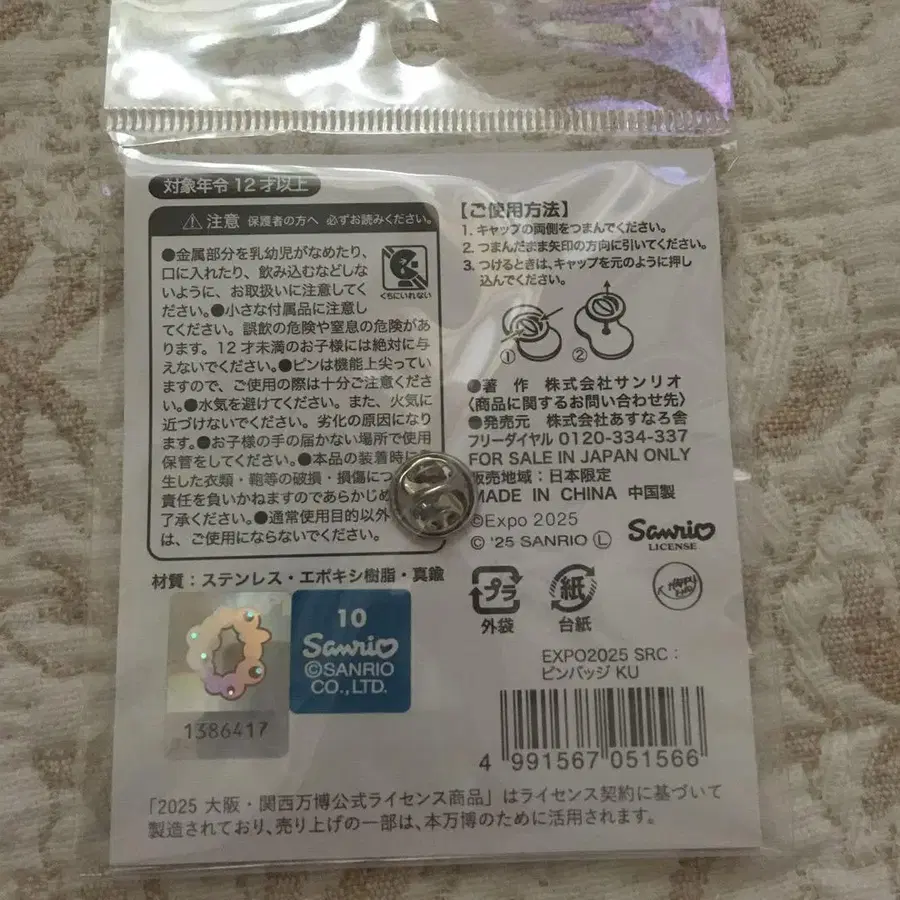 対象年令12才以上
⚠注意 保護者の方へ 必ずお読みください。
●金属部分を乳幼児がなめたり、
口に入れたり、飲み込むなどしな
いように、お取扱いに注意してく
ださい。●小さな付属品に注意し
てください。誤飲の危険や窒息の危険があ
ります。12才未満のお子様には絶対に与
えないでください。●ピンは機能上尖ってい
ますので、ご使用の際は十分ご注意くださ
い。●水気を避けてください。また、火気に
近づけないでください。劣化の原因になり
ます。●お子様の手の届かない場所で使用
保管をしてください。●本品の装着時に
生した衣類・鞄等の破損・損傷につ
責任を負いかねますのであらかじめ
了承ください。●通常使用目的以外
は、ご使用にならないでください。
くちにいれない
材質：ステンレス・エポキシ樹脂・真鍮
【ご使用方法】
1. キャップの両側をつまんでください。
2. つまんだまま矢印の方向に引いてください。
3. つけるときは、キャップを元のように押し
込んでください。
① ②
●著 作 株式会社サンリオ
〈商品に関するお問い合わせ先〉
●発売元 株式会社あすなろ舎
フリーダイヤル 0120-334-337
FOR SALE IN JAPAN ONLY
販売地域：日本限定
MADE IN CHINA 中国製
©Expo 2025
© '25 SANRIO Ⓛ
Sanrio
LICENSE
プラ
外袋
紙
台紙
1386417
10
Sanrio
©SANRIO
CO.,LTD.
EXPO2025 SRC：
ピンバッジ KU
4 991567 051566
「2025 大阪・関西万博公式ライセンス商品」はライセンス契約に基づいて
製造されており、売り上げの一部は、本万博のために活用されます。